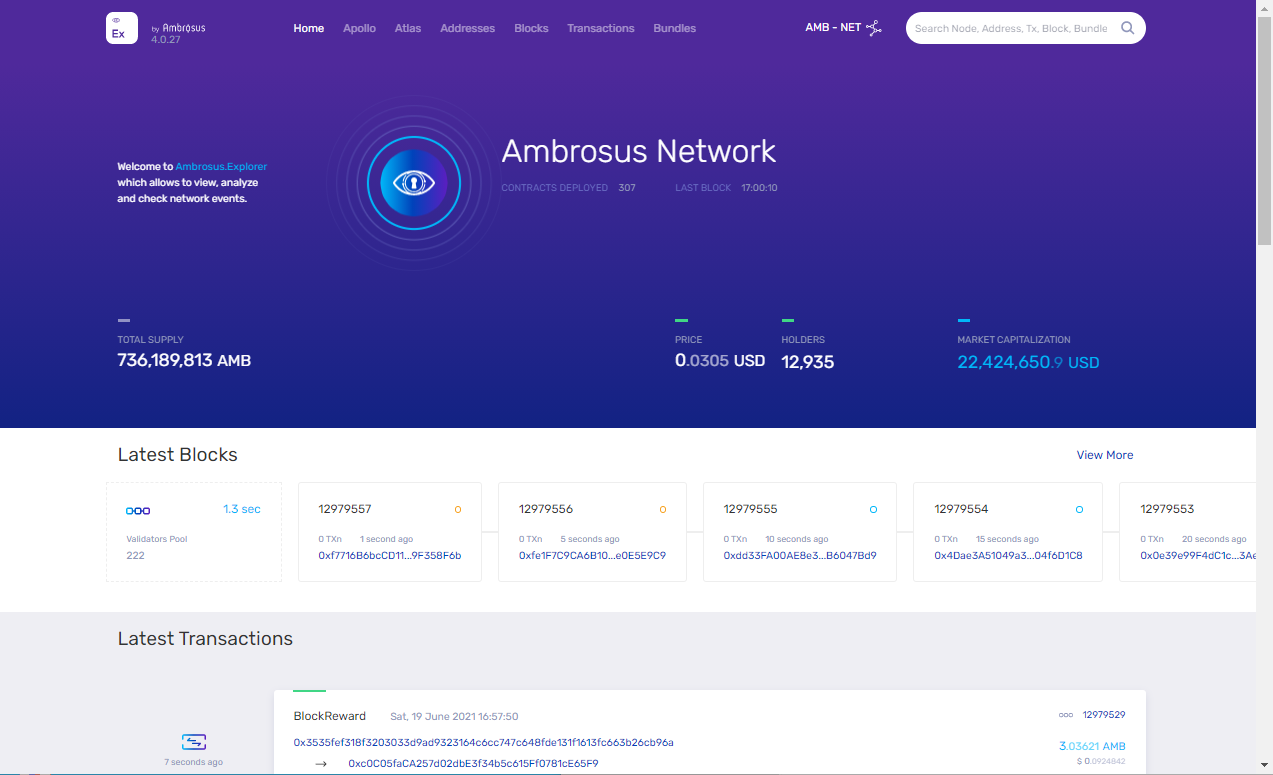 Ex
by Ambrosus
4.0.27
Home Apollo Atlas Addresses Blocks Transactions Bundles
AMB - NET
Search Node, Address, Tx, Block, Bundle
Welcome to Ambrosus.Explorer
which allows to view, analyze
and check network events.
Ambrosus Network
CONTRACTS DEPLOYED 307 LAST BLOCK 17:00:10
TOTAL SUPPLY
736,189,813 AMB
PRICE
0.0305 USD
HOLDERS
12,935
MARKET CAPITALIZATION
22,424,650.9 USD
Latest Blocks
View More
1.3 sec
Validators Pool
222
12979557
0 TXn 1 second ago
0xf7716B6bcCD11...9F358F6b
12979556
0 TXn 5 seconds ago
0xfe1F7C9CA6B10...e0E5E9C9
12979555
0 TXn 10 seconds ago
0xdd33FA00AE8e3...B6047Bd9
12979554
0 TXn 15 seconds ago
0x4Dae3A51049a3...04f6D1C8
12979553
0 TXn 20 seconds ago
0x0e39e99F4dC1c...3Ae
Latest Transactions
7 seconds ago
BlockReward Sat, 19 June 2021 16:57:50
12979529
0x3535fef318f3203033d9ad9323164c6cc747c648fde131f1613fc663b26cb96a
3.03621 AMB
→ 0xc0C05faCA257d02dbE3f34b5c615Ff0781cE65F9
$ 0.0924842